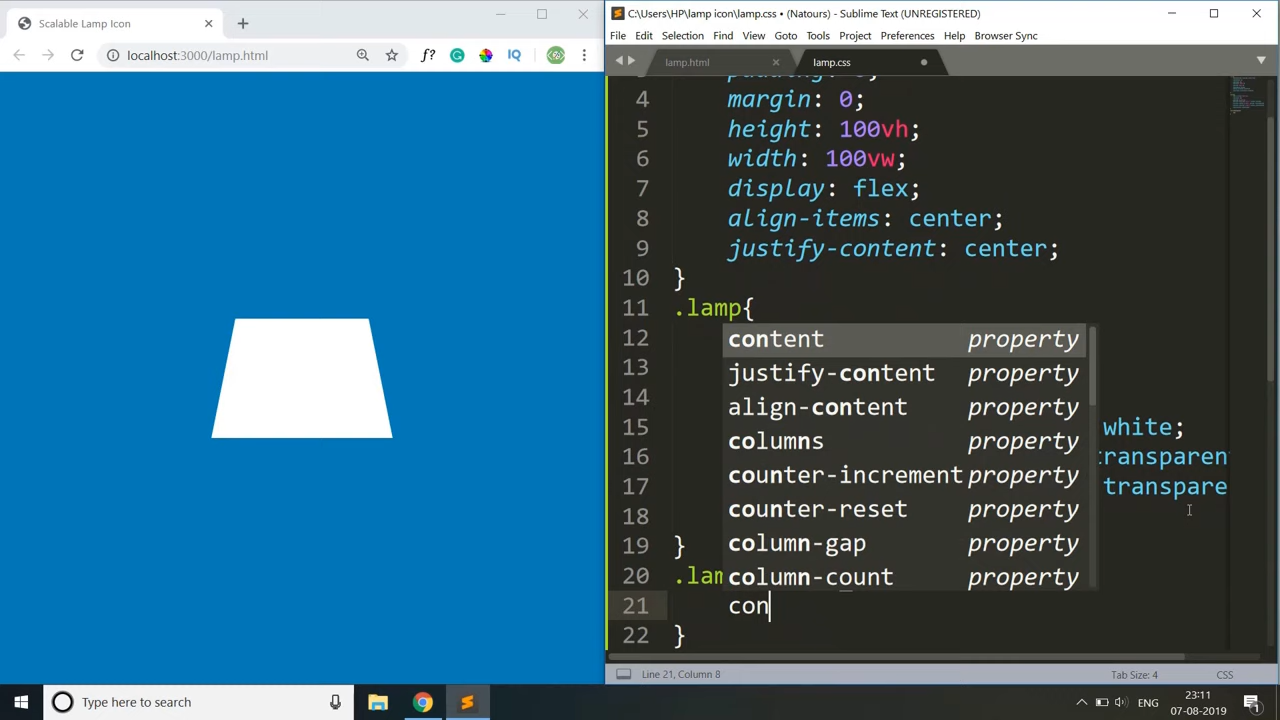 Scalable Lamp Icon
localhost:3000/lamp.html
f?
IQ
C:\Users\HP\lamp icon\lamp.css • (Natours) - Sublime Text (UNREGISTERED)
File Edit Selection Find View Goto Tools Project Preferences Help Browser Sync
lamp.html
lamp.css
4 margin: 0;
5 height: 100vh;
6 width: 100vw;
7 display: flex;
8 align-items: center;
9 justify-content: center;
10 }
11 .lamp{
12 content property
13 justify-content property
14 align-content property
15 white;
columns property
16 transparent
counter-increment property
17 transpare
18 counter-reset property
19 }
column-gap property
20 .lam
column-count property
21 con
22 }
Line 21, Column 8
Tab Size: 4
CSS
Type here to search
ENG
23:11
07-08-2019
1